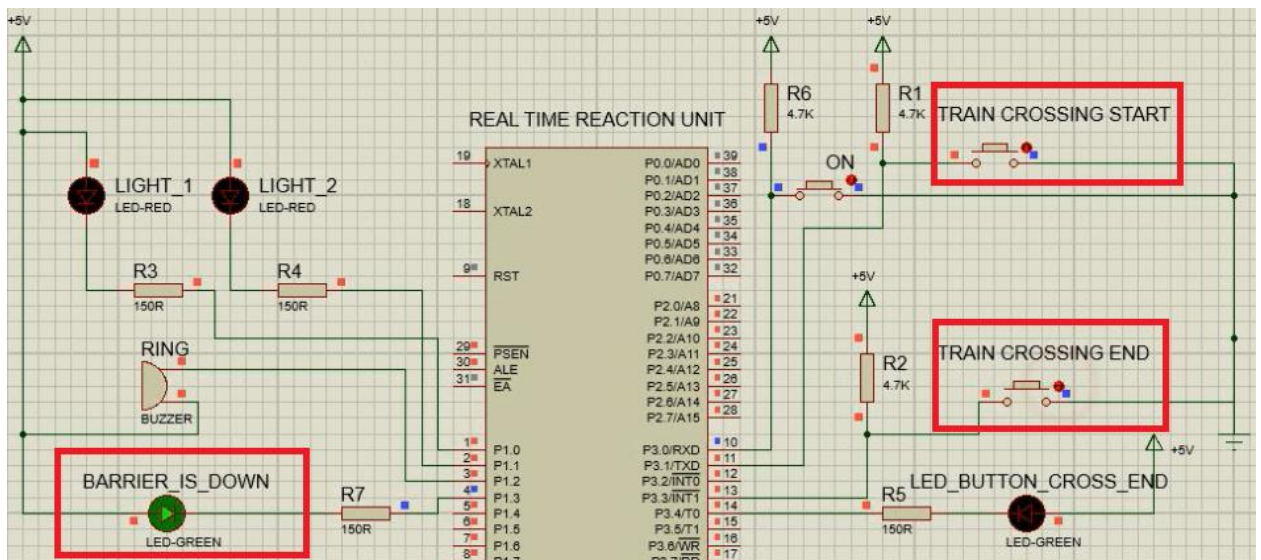 +5V
+5V
+5V
R6
4.7K
R1
4.7K
TRAIN CROSSING START
REAL TIME REACTION UNIT
ON
LIGHT_1
LED-RED
LIGHT_2
LED-RED
19
XTAL1
18
XTAL2
9
RST
29
PSEN
30
ALE
31
EA
P0.0/AD0
39
P0.1/AD1
38
P0.2/AD2
37
P0.3/AD3
36
P0.4/AD4
35
P0.5/AD5
34
P0.6/AD6
33
P0.7/AD7
32
P2.0/A8
21
P2.1/A9
22
P2.2/A10
23
P2.3/A11
24
P2.4/A12
25
P2.5/A13
26
P2.6/A14
27
P2.7/A15
28
R3
150R
R4
150R
RING
BUZZER
+5V
R2
4.7K
TRAIN CROSSING END
1
P1.0
2
P1.1
3
P1.2
4
P1.3
5
P1.4
6
P1.5
7
P1.6
8
P3.0/RXD
10
P3.1/TXD
11
P3.2/INT0
12
P3.3/INT1
13
P3.4/T0
14
P3.5/T1
15
P3.6/WR
16
17
+5V
BARRIER_IS_DOWN
LED-GREEN
R7
150R
R5
150R
LED_BUTTON_CROSS_END
LED-GREEN